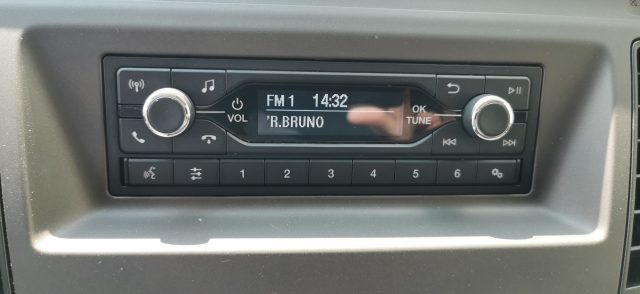 FM 1 14:32
VOL
'R.BRUNO
OK
TUNE
1 2 3 4 5 6